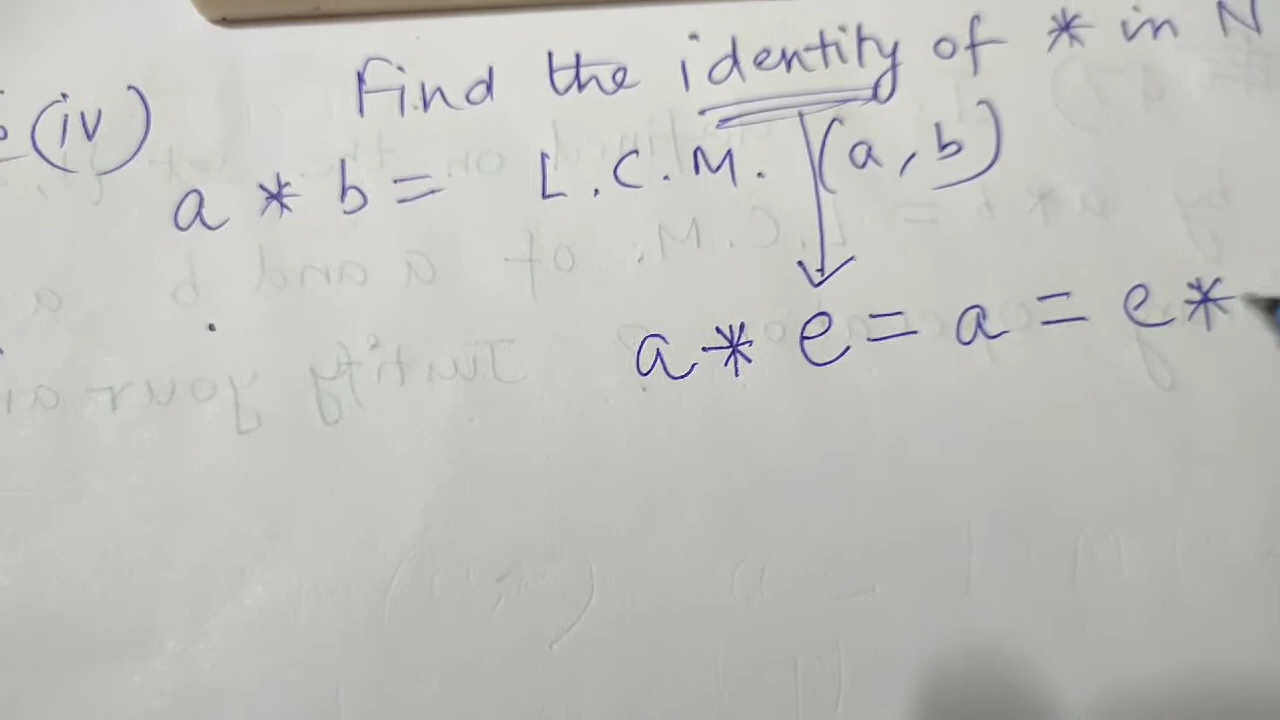 Find the identity of * in N
(iv)
a * b = L.C.M. (a, b)
a * e = a = e *